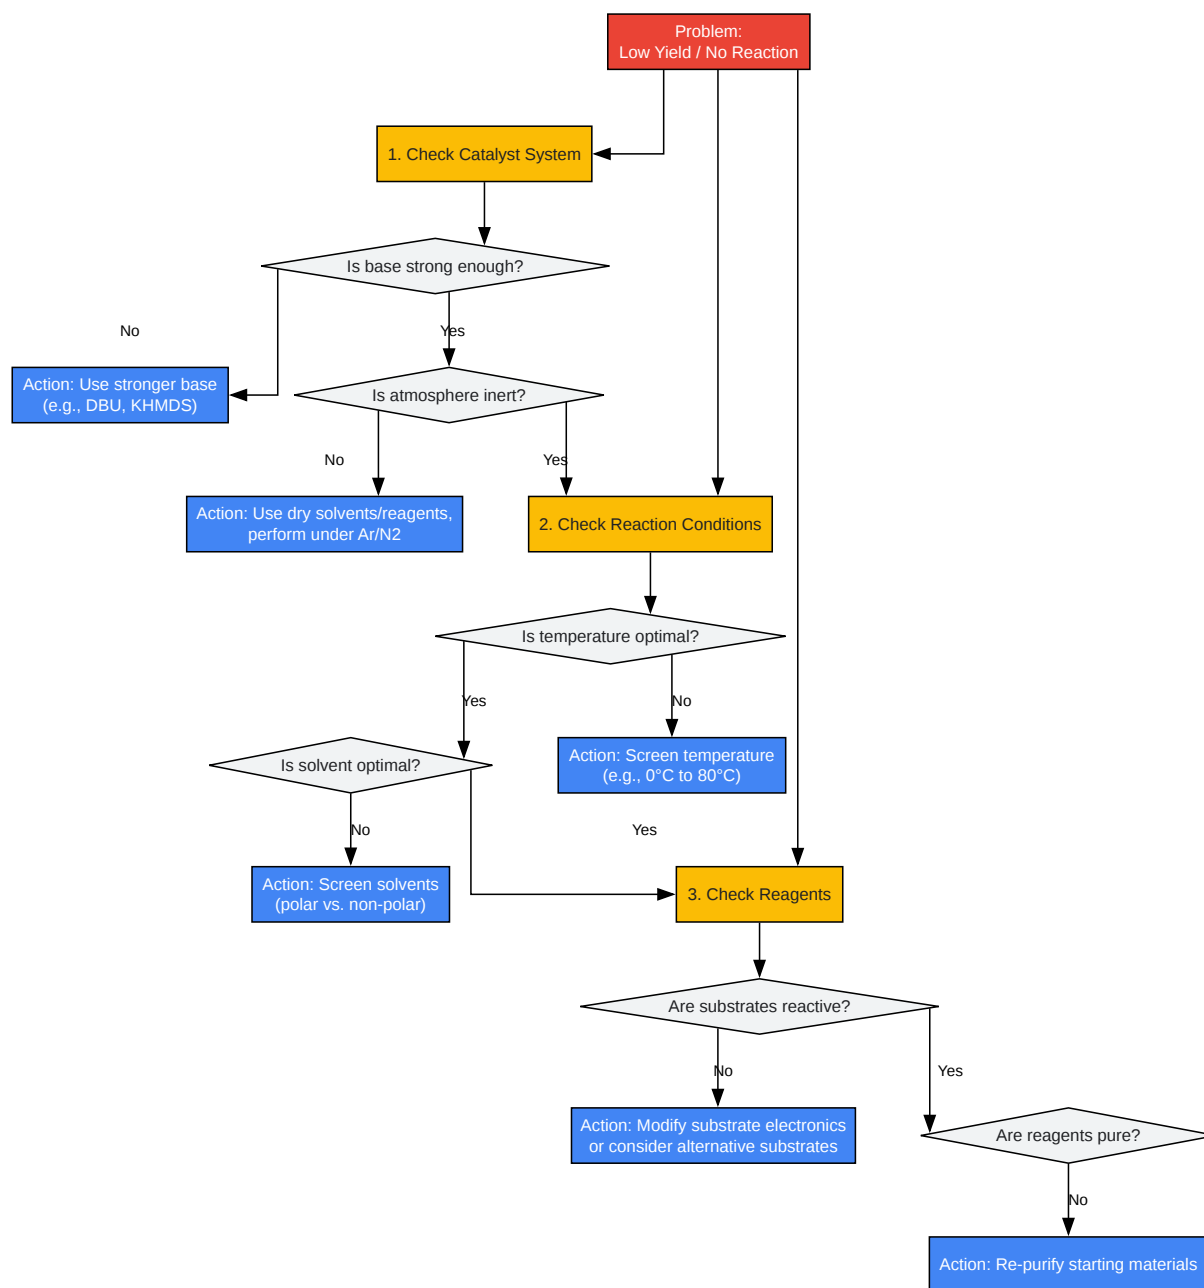 Problem:
Low Yield / No Reaction
1. Check Catalyst System
Is base strong enough?
No
Yes
Action: Use stronger base
(e.g., DBU, KHMDS)
Is atmosphere inert?
No
Yes
Action: Use dry solvents/reagents,
perform under Ar/N2
2. Check Reaction Conditions
Is temperature optimal?
Yes
No
Is solvent optimal?
Action: Screen temperature
(e.g., 0°C to 80°C)
No
Yes
Action: Screen solvents
(polar vs. non-polar)
3. Check Reagents
Are substrates reactive?
No
Yes
Action: Modify substrate electronics
or consider alternative substrates
Are reagents pure?
No
Action: Re-purify starting materials